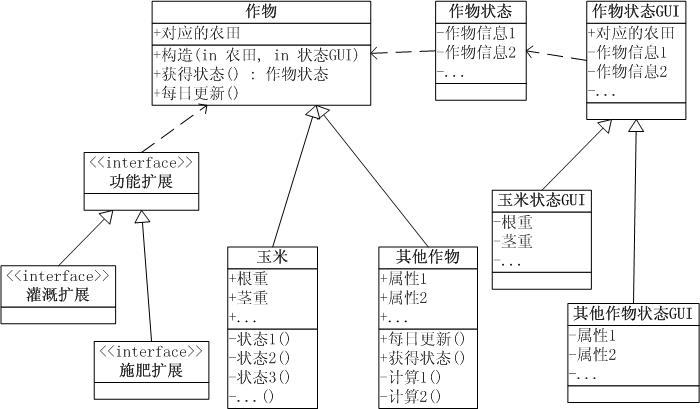 作物
+对应的农田
+构造(in 农田, in 状态GUI)
+获得状态() : 作物状态
+每日更新()
作物状态
-作物信息1
-作物信息2
-...
作物状态GUI
+对应的农田
-作物信息1
-作物信息2
-...
<<interface>>
功能扩展
<<interface>>
灌溉扩展
<<interface>>
施肥扩展
玉米
+根重
+茎重
+...
-状态1()
-状态2()
-状态3()
-...()
其他作物
+属性1
+属性2
+...
+每日更新()
+获得状态()
-计算1()
-计算2()
玉米状态GUI
-根重
-茎重
-...
其他作物状态GUI
-属性1
-属性2
-...